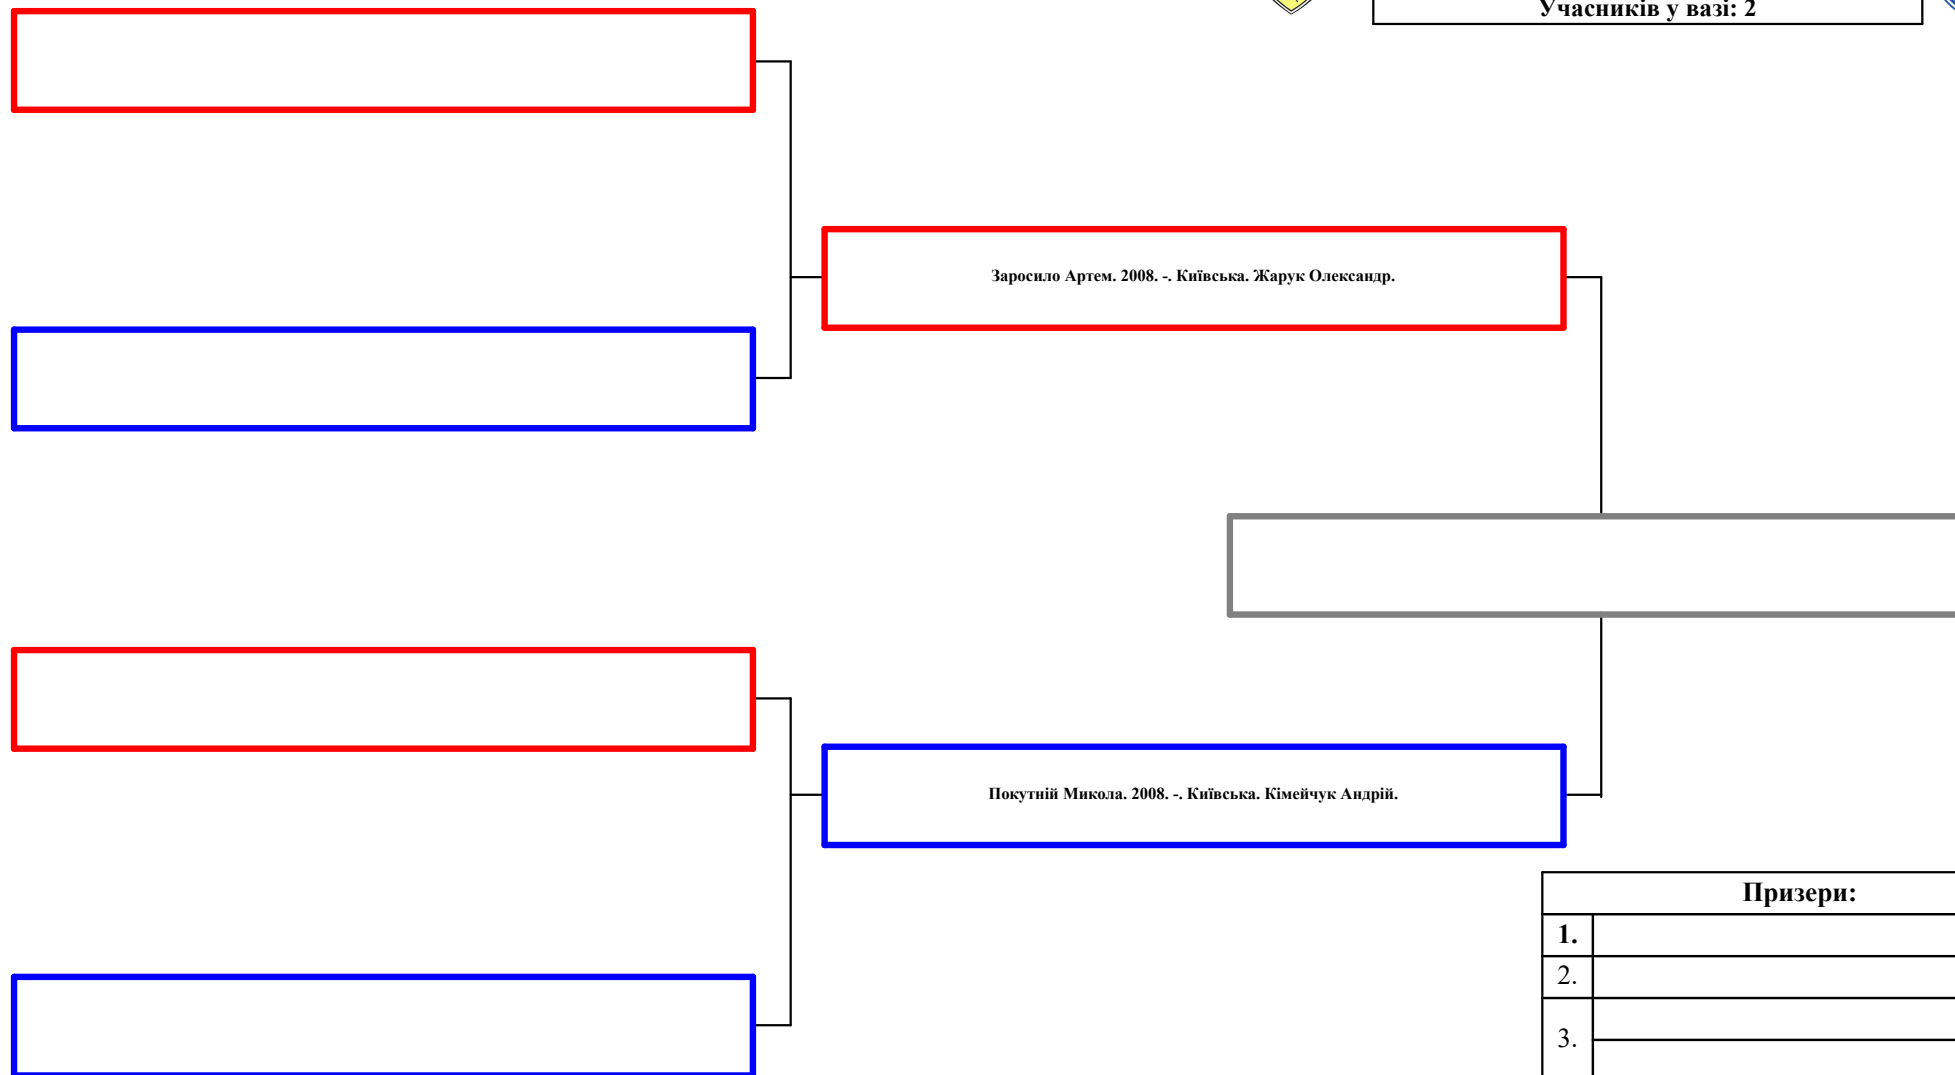 Учасників у вазі: 2
Заросило Артем. 2008. -. Київська. Жарук Олександр.
Покутній Микола. 2008. -. Київська. Кімейчук Андрій.
Призери:
1.
2.
3.